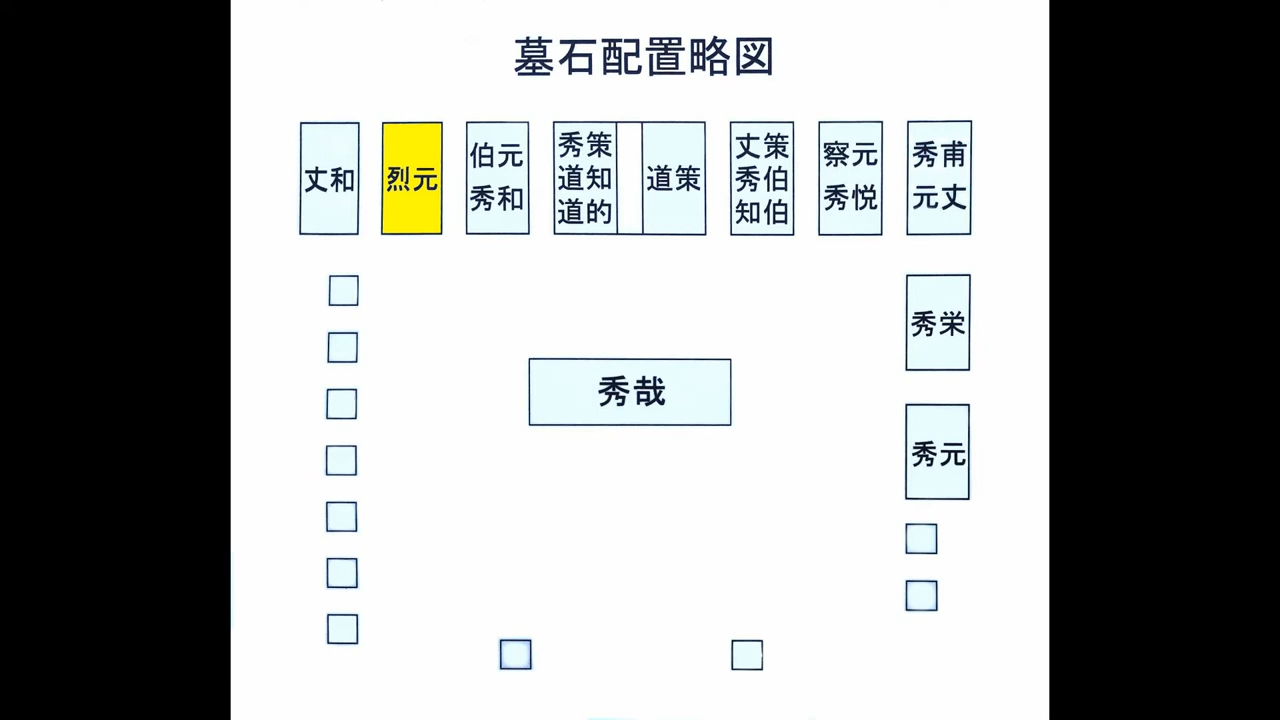 墓石配置略図
丈和
烈元
伯元
秀和
秀策
道知
道的
道策
丈策
秀伯
知伯
察元
秀悦
秀甫
元丈
秀栄
秀哉
秀元